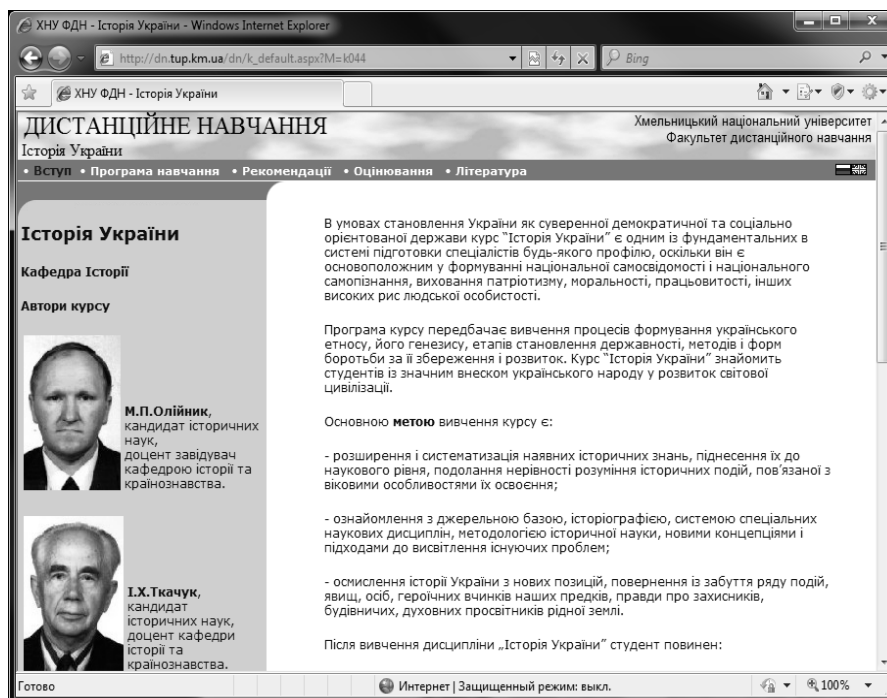 ХНУ ФДН - Історія України - Windows Internet Explorer
http://dn.tup.km.ua/dn/k_default.aspx?M=k044
Bing
ХНУ ФДН - Історія України
ДИСТАНЦІЙНЕ НАВЧАННЯ
Історія України
Хмельницький національний університет
Факультет дистанційного навчання
• Вступ • Програма навчання • Рекомендації • Оцінювання • Література
Історія України
Кафедра Історії
Автори курсу
М.П.Олійник,
кандидат історичних
наук,
доцент завідувач
кафедрою історії та
країнознавства.
І.Х.Ткачук,
кандидат
історичних наук,
доцент кафедри
історії та
країнознавства.
В умовах становлення України як суверенної демократичної та соціально
орієнтованої держави курс "Історія України" є одним із фундаментальних в
системі підготовки спеціалістів будь-якого профілю, оскільки він є
основоположним у формуванні національної самосвідомості і національного
самопізнання, виховання патріотизму, моральності, працьовитості, інших
високих рис людської особистості.
Програма курсу передбачає вивчення процесів формування українського
етносу, його генезису, етапів становлення державності, методів і форм
боротьби за її збереження і розвиток. Курс "Історія України" знайомить
студентів із значним внеском українського народу у розвиток світової
цивілізації.
Основною метою вивчення курсу є:
- розширення і систематизація наявних історичних знань, піднесення їх до
наукового рівня, подолання нерівності розуміння історичних подій, пов'язаної з
віковими особливостями їх освоєння;
- ознайомлення з джерельною базою, історіографією, системою спеціальних
наукових дисциплін, методологією історичної науки, новими концепціями і
підходами до висвітлення існуючих проблем;
- осмислення історії України з нових позицій, повернення із забуття ряду подій,
явищ, осіб, героїчних вчинків наших предків, правди про захисників,
будівничих, духовних просвітників рідної землі.
Після вивчення дисципліни „Історія України" студент повинен:
Готово
Интернет | Защищенный режим: выкл.
100%